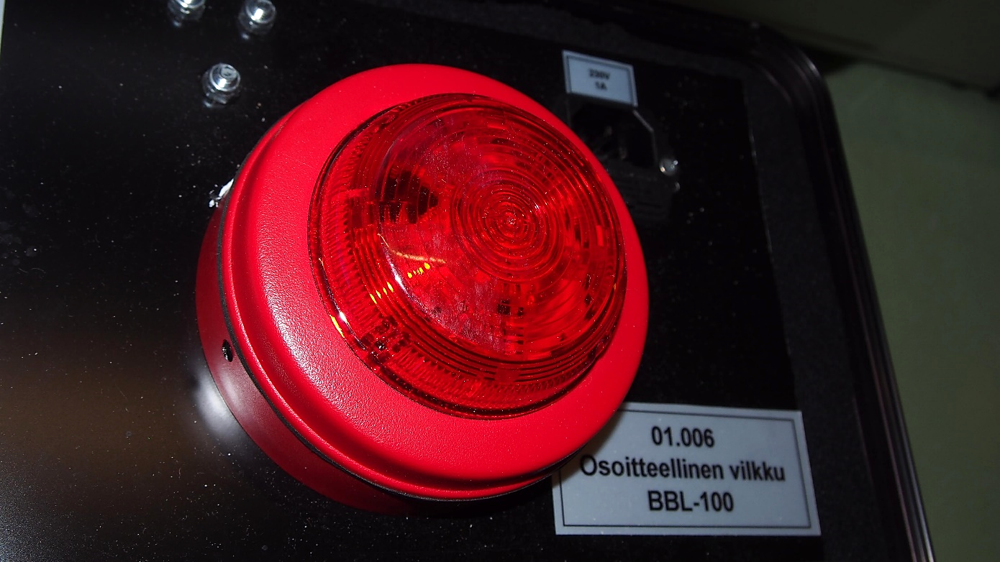 230V
1A
01.006
Osoitteellinen vilkku
BBL-100